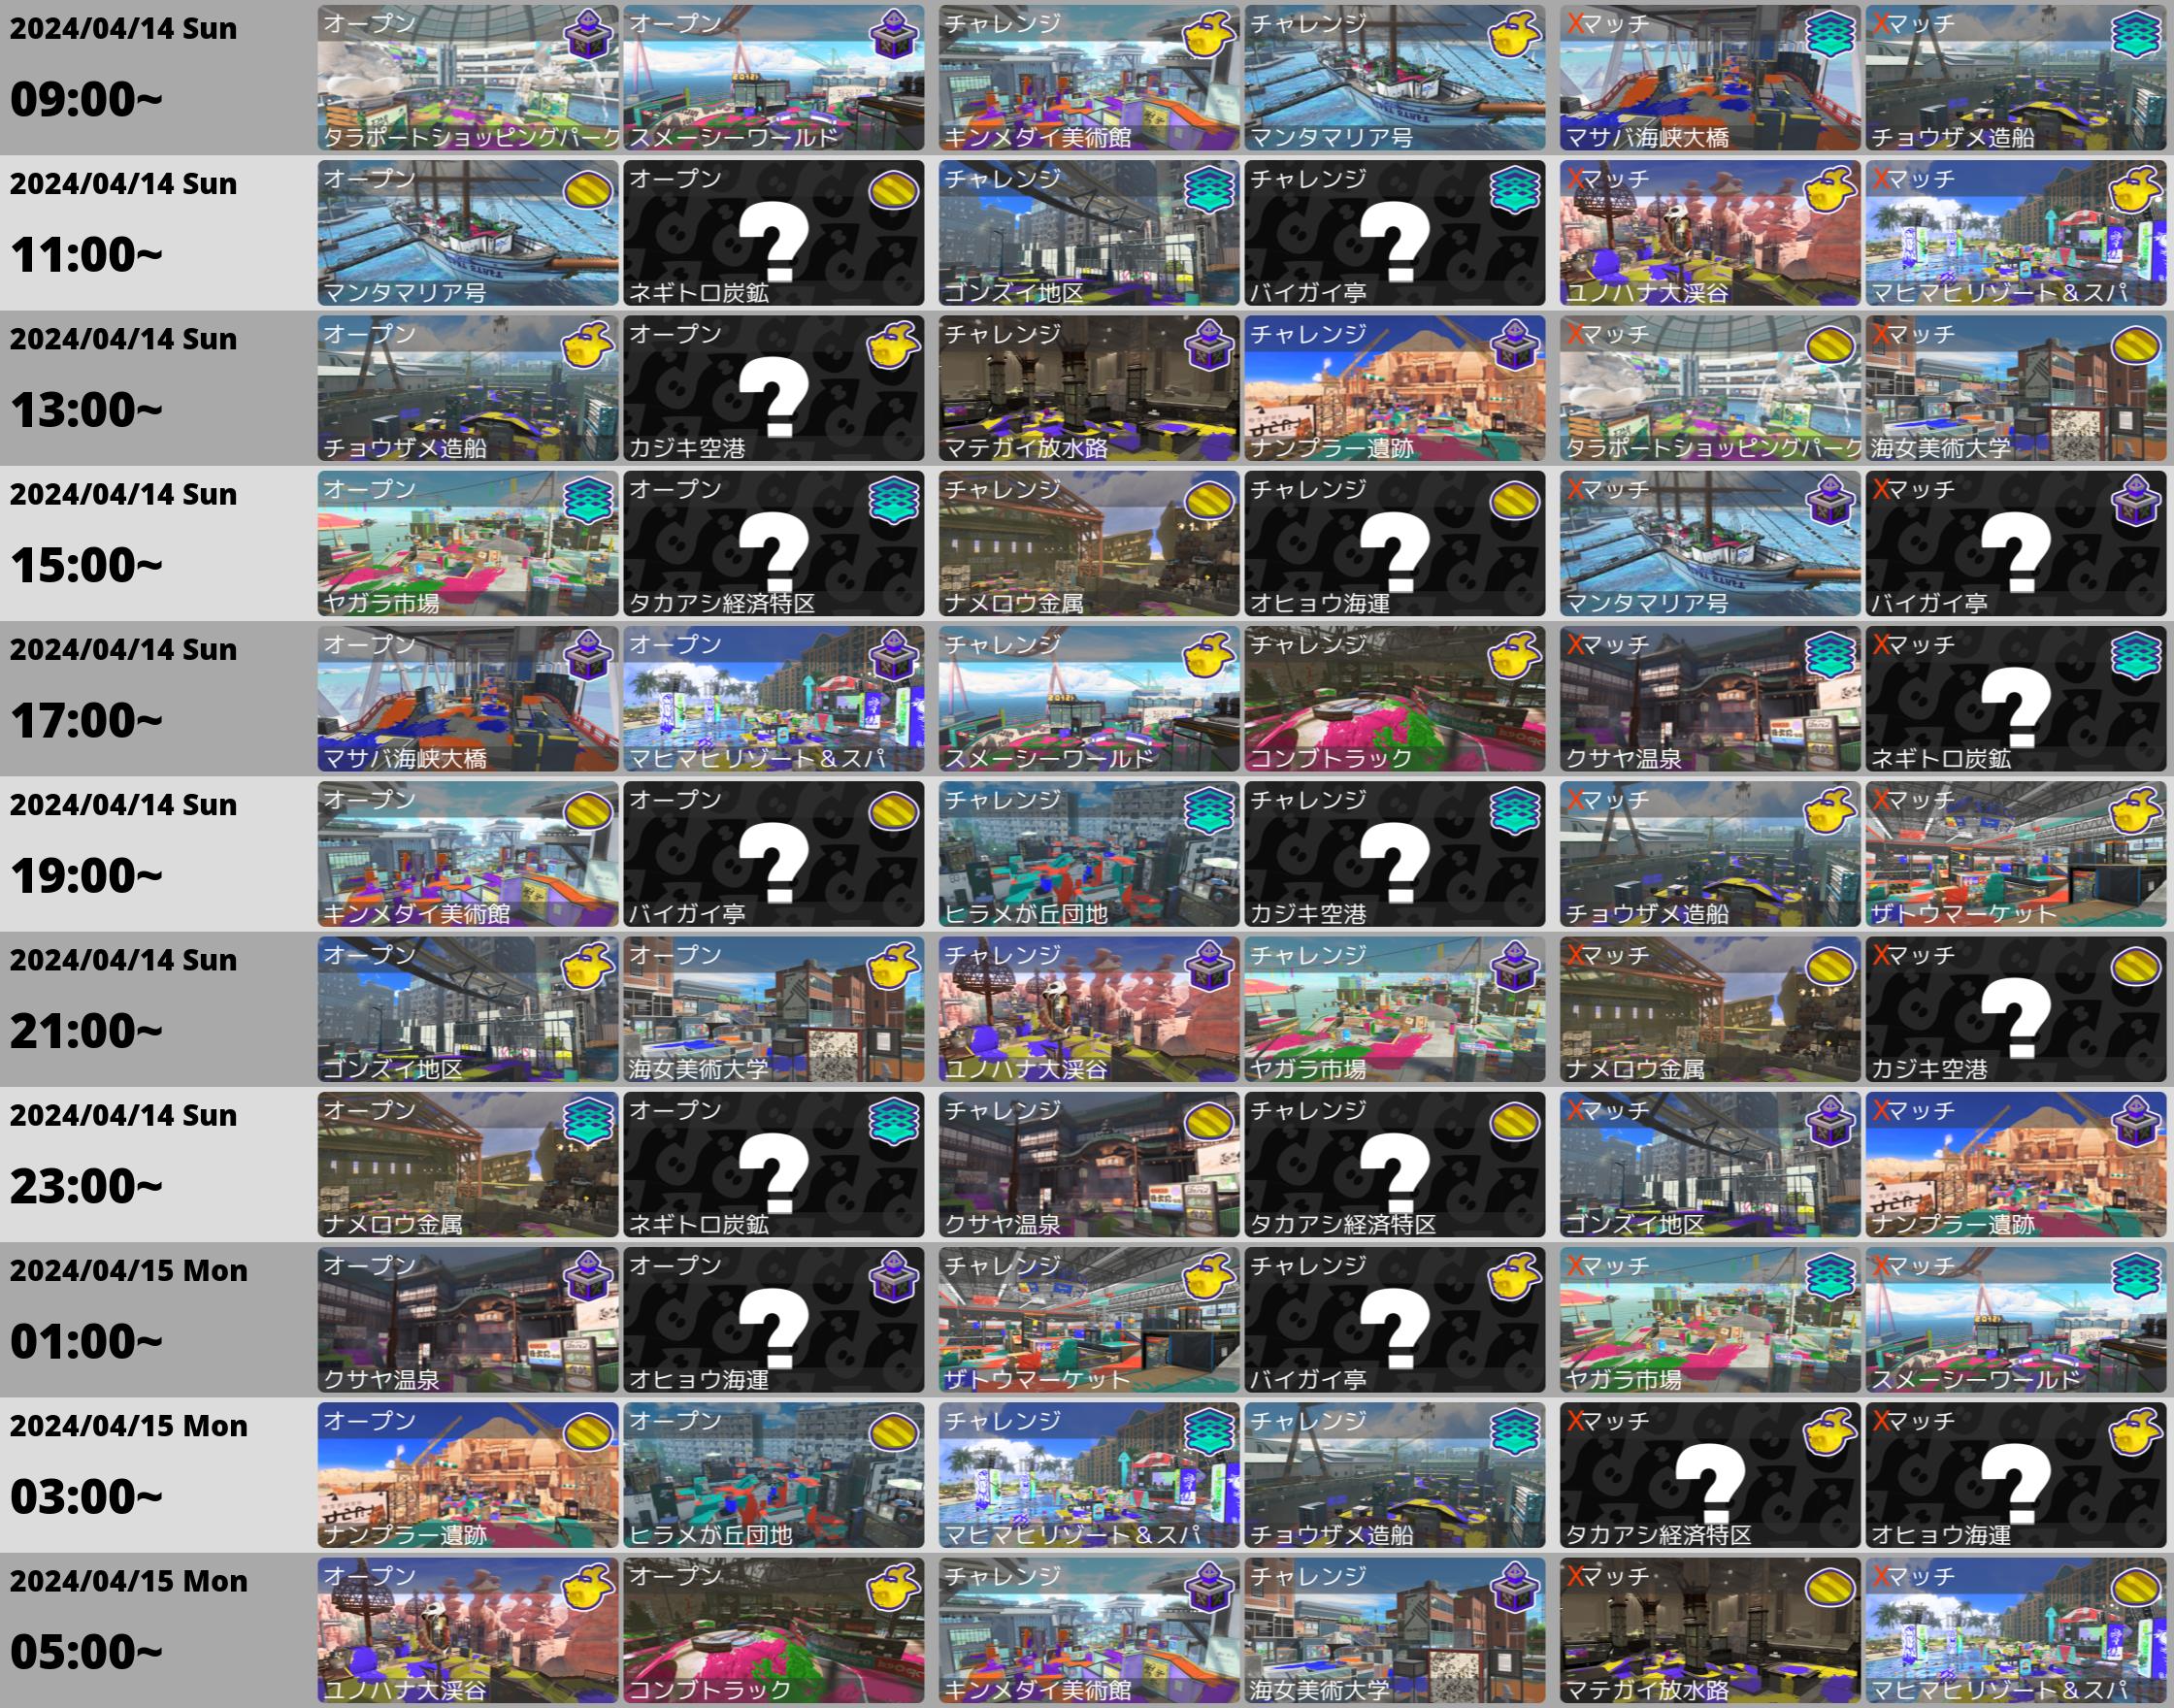 2024/04/14 Sun
09:00~
オープン
タラポートショッピングパーク
オープン
スメーシーワールド
チャレンジ
キンメダイ美術館
チャレンジ
マンタマリア号
Xマッチ
マサバ海峡大橋
Xマッチ
チョウザメ造船
2024/04/14 Sun
11:00~
オープン
マンタマリア号
オープン
?
ネギトロ炭鉱
チャレンジ
ゴンズイ地区
チャレンジ
?
バイガイ亭
Xマッチ
ユノハナ大渓谷
Xマッチ
マヒマヒリゾート＆スパ
2024/04/14 Sun
13:00~
オープン
チョウザメ造船
オープン
?
カジキ空港
チャレンジ
マテガイ放水路
チャレンジ
ナンプラー遺跡
Xマッチ
タラポートショッピングパーク
Xマッチ
海女美術大学
2024/04/14 Sun
15:00~
オープン
ヤガラ市場
オープン
?
タカアシ経済特区
チャレンジ
ナメロウ金属
チャレンジ
?
オヒョウ海運
Xマッチ
マンタマリア号
Xマッチ
?
バイガイ亭
2024/04/14 Sun
17:00~
オープン
マサバ海峡大橋
オープン
マヒマヒリゾート＆スパ
チャレンジ
スメーシーワールド
チャレンジ
コンブトラック
Xマッチ
クサヤ温泉
Xマッチ
?
ネギトロ炭鉱
2024/04/14 Sun
19:00~
オープン
キンメダイ美術館
オープン
?
バイガイ亭
チャレンジ
ヒラメが丘団地
チャレンジ
?
カジキ空港
Xマッチ
チョウザメ造船
Xマッチ
ザトウマーケット
2024/04/14 Sun
21:00~
オープン
ゴンズイ地区
オープン
海女美術大学
チャレンジ
ユノハナ大渓谷
チャレンジ
ヤガラ市場
Xマッチ
ナメロウ金属
Xマッチ
?
カジキ空港
2024/04/14 Sun
23:00~
オープン
ナメロウ金属
オープン
?
ネギトロ炭鉱
チャレンジ
クサヤ温泉
チャレンジ
?
タカアシ経済特区
Xマッチ
ゴンズイ地区
Xマッチ
ナンプラー遺跡
2024/04/15 Mon
01:00~
オープン
クサヤ温泉
オープン
?
オヒョウ海運
チャレンジ
ザトウマーケット
チャレンジ
?
バイガイ亭
Xマッチ
ヤガラ市場
Xマッチ
スメーシーワールド
2024/04/15 Mon
03:00~
オープン
ナンプラー遺跡
オープン
ヒラメが丘団地
チャレンジ
マヒマヒリゾート＆スパ
チャレンジ
チョウザメ造船
Xマッチ
?
タカアシ経済特区
Xマッチ
?
オヒョウ海運
2024/04/15 Mon
05:00~
オープン
ユノハナ大渓谷
オープン
コンブトラック
チャレンジ
キンメダイ美術館
チャレンジ
海女美術大学
Xマッチ
マテガイ放水路
Xマッチ
マヒマヒリゾート＆スパ